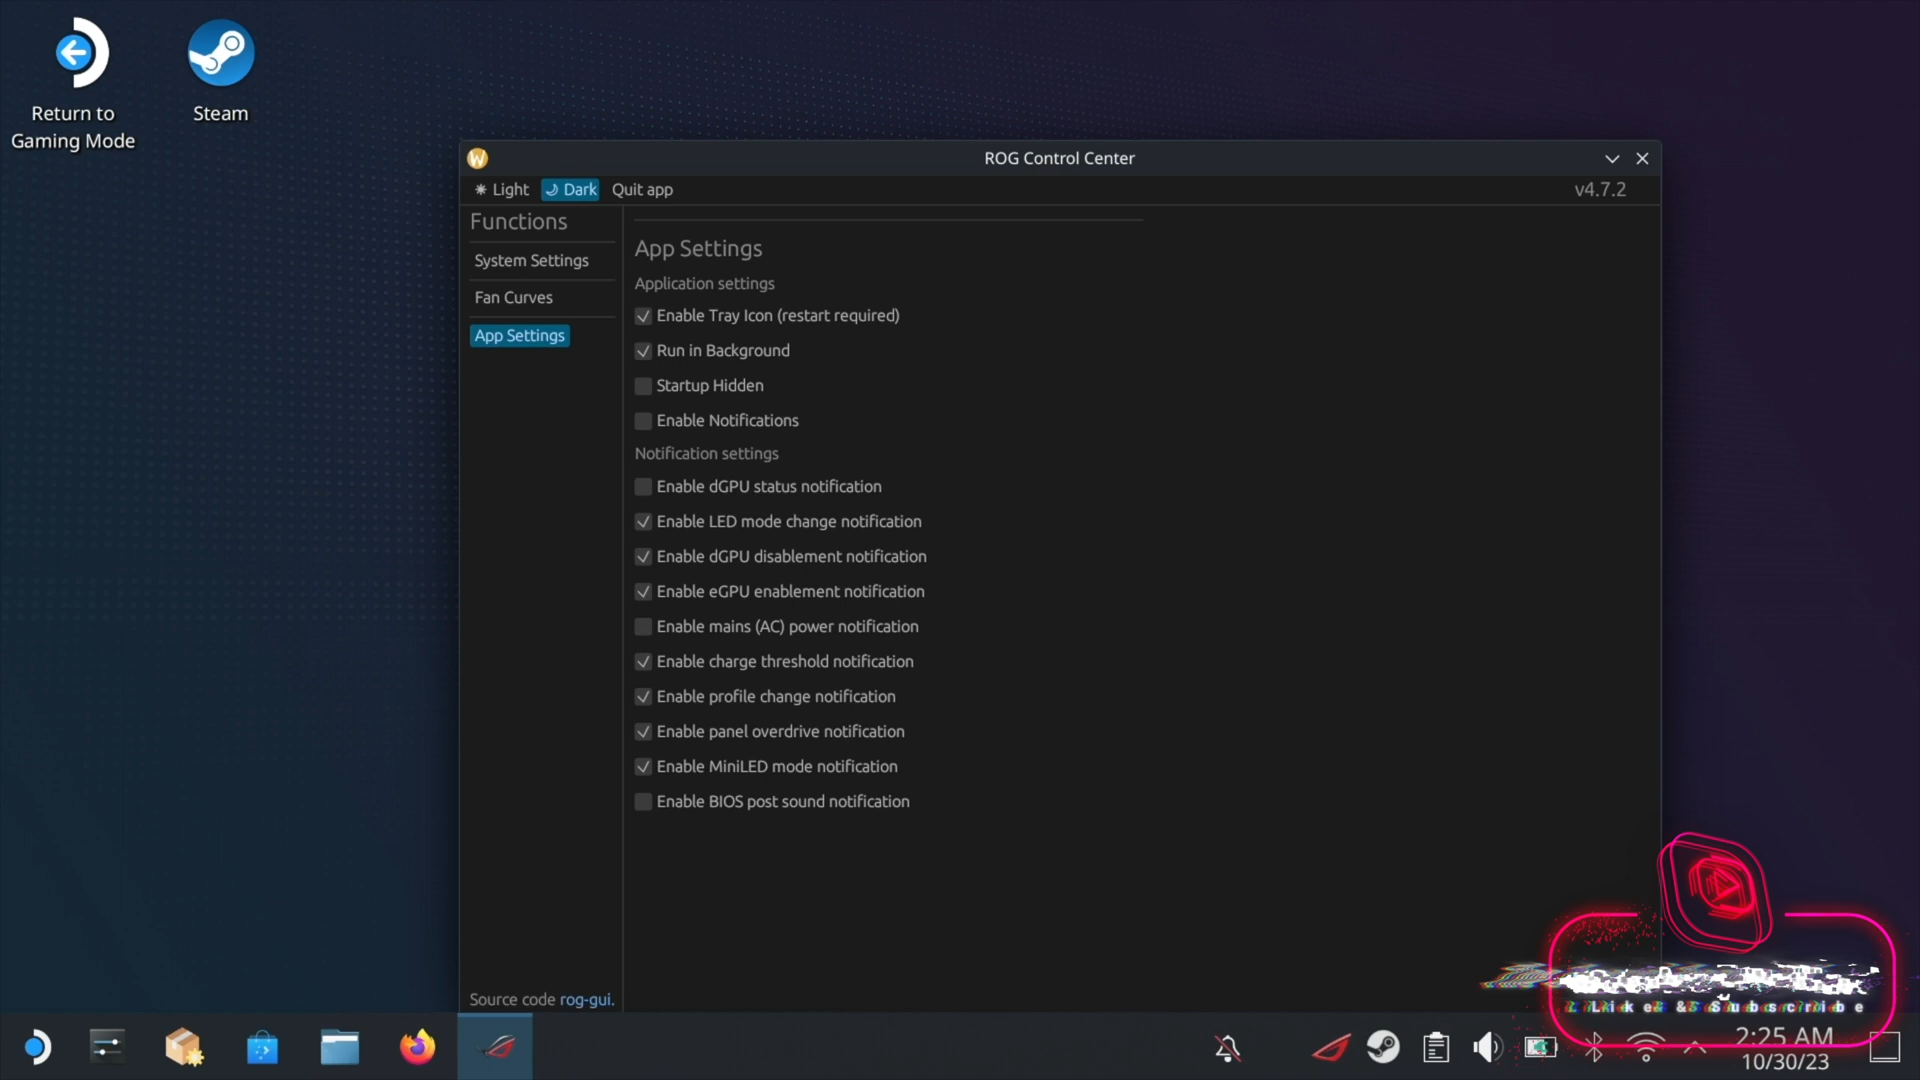 Return to
Gaming Mode
Steam
ROG Control Center
Light
Dark
Quit app
v4.7.2
Functions
System Settings
Fan Curves
App Settings
App Settings
Application settings
Enable Tray Icon (restart required)
Run in Background
Startup Hidden
Enable Notifications
Notification settings
Enable dGPU status notification
Enable LED mode change notification
Enable dGPU disablement notification
Enable eGPU enablement notification
Enable mains (AC) power notification
Enable charge threshold notification
Enable profile change notification
Enable panel overdrive notification
Enable MiniLED mode notification
Enable BIOS post sound notification
Source code rog-gui.
Like & Subscribe
2:25 AM
10/30/23